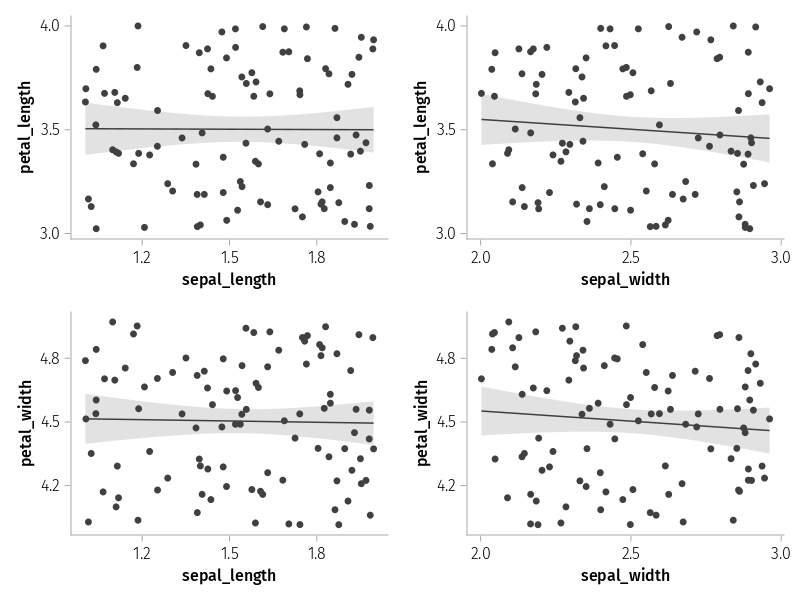 petal_length
4.0
3.5
3.0
1.2 1.5 1.8
sepal_length
petal_length
4.0
3.5
3.0
2.0 2.5 3.0
sepal_width
petal_width
4.8
4.5
4.2
1.2 1.5 1.8
sepal_length
petal_width
4.8
4.5
4.2
2.0 2.5 3.0
sepal_width